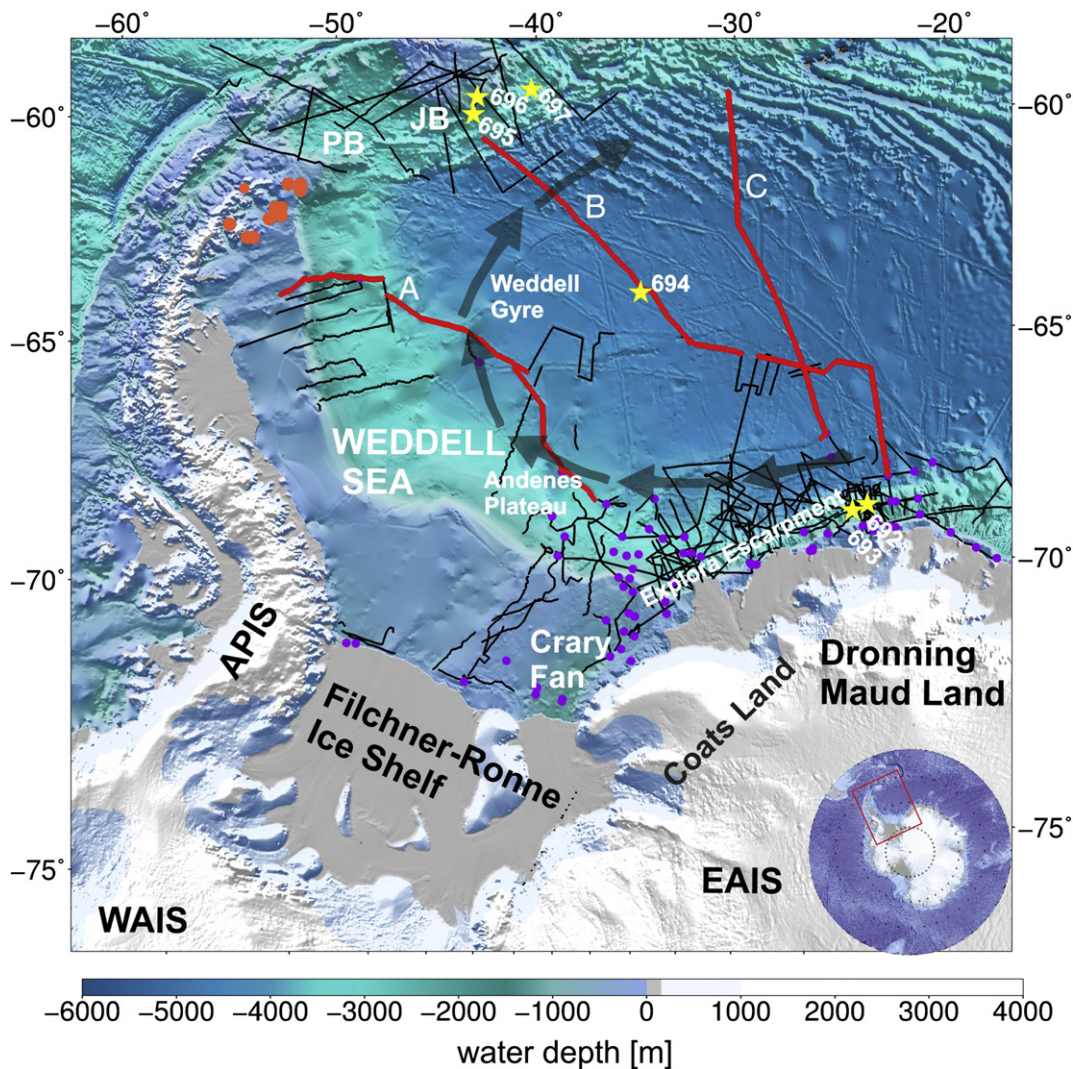 −60˚ −50˚ −40˚ −30˚ −20˚
−60˚ −60˚
696
697
695
JB
PB
C
B
694
A
Weddell
Gyre
−65˚ −65˚
WEDDELL
SEA
Andenes
Plateau
Explora Escarpment
692
693
−70˚ −70˚
Crary
Fan
APIS
Dronning
Maud Land
Coats Land
Filchner-Ronne
Ice Shelf
−75˚ −75˚
EAIS
WAIS
−6000 −5000 −4000 −3000 −2000 −1000 0 1000 2000 3000 4000
water depth [m]